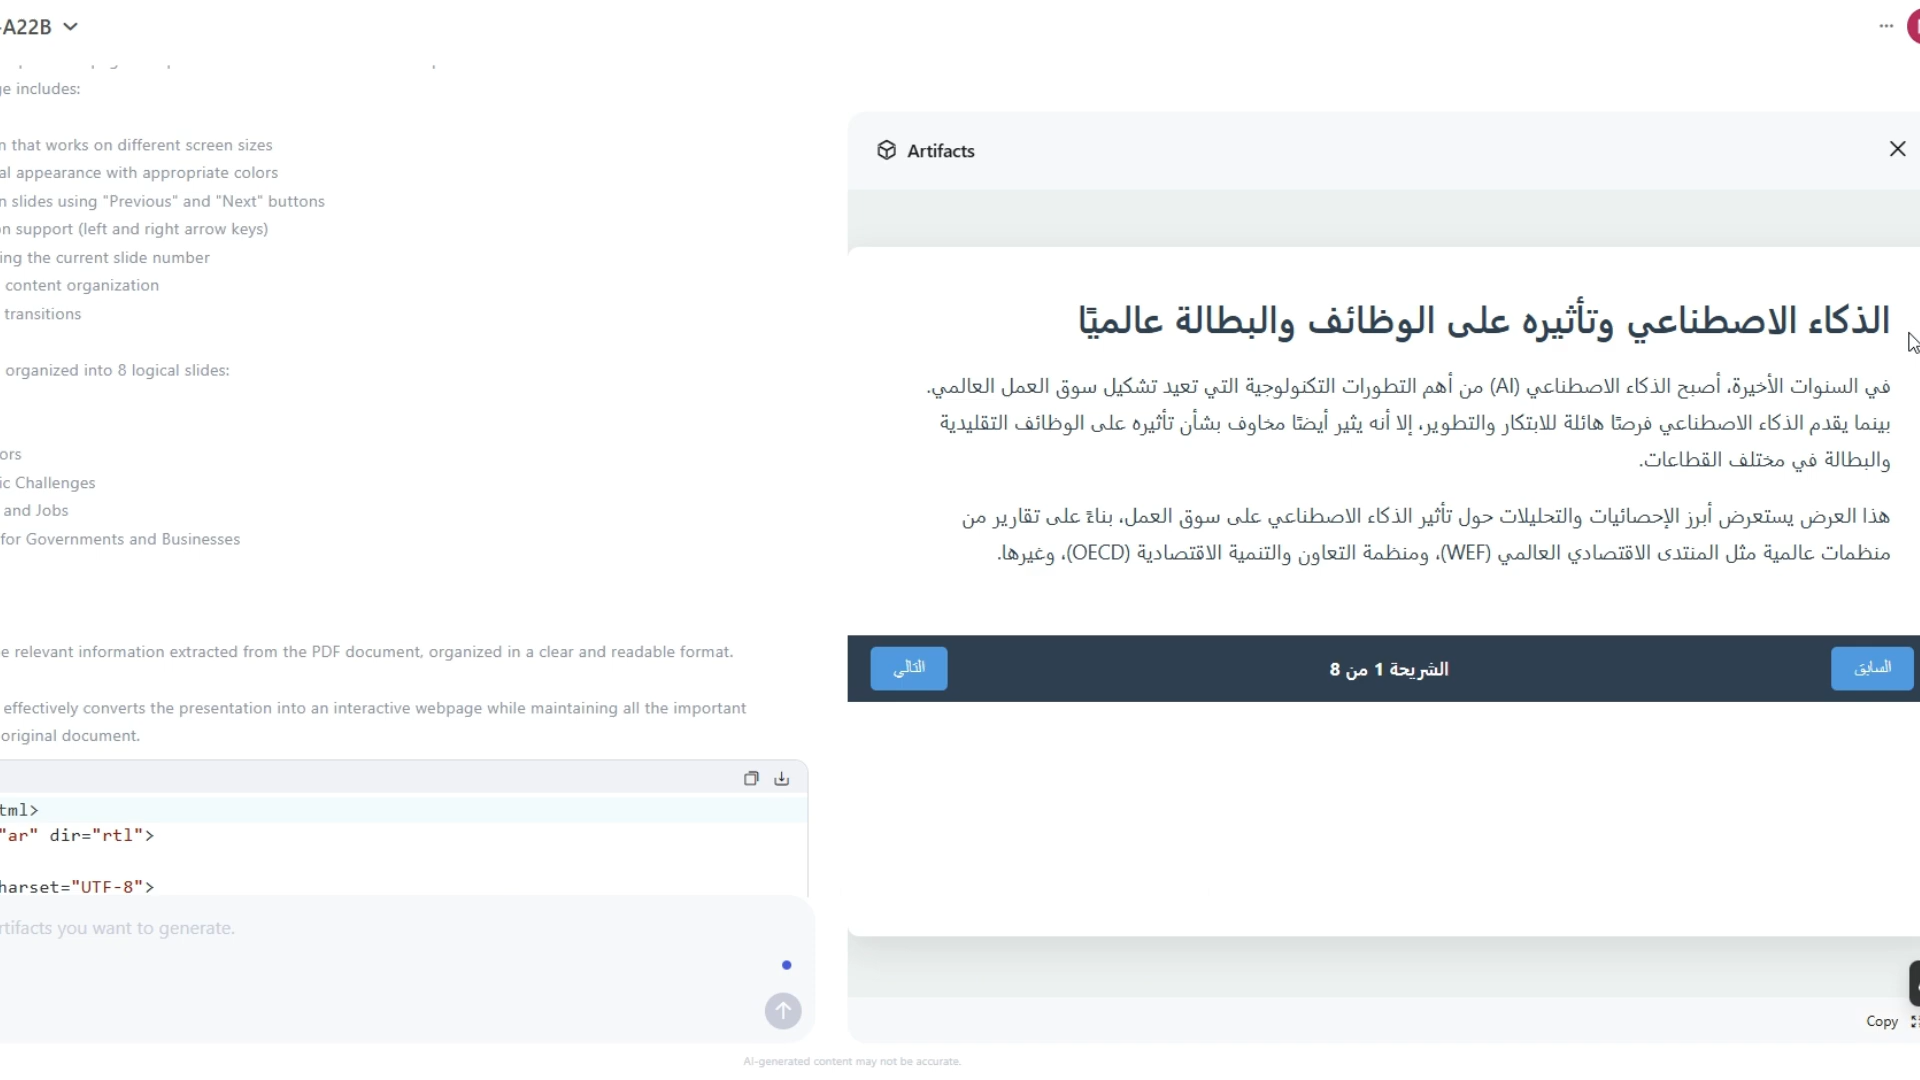 -A22B
ge includes:
n that works on different screen sizes
al appearance with appropriate colors
n slides using "Previous" and "Next" buttons
on support (left and right arrow keys)
ing the current slide number
content organization
transitions
organized into 8 logical slides:
ors
ic Challenges
and Jobs
for Governments and Businesses
e relevant information extracted from the PDF document, organized in a clear and readable format.
effectively converts the presentation into an interactive webpage while maintaining all the important
original document.
tml>
"ar" dir="rtl">
harset="UTF-8">
rtifacts you want to generate.
Artifacts
الذكاء الاصطناعي وتأثيره على الوظائف والبطالة عالميًا
في السنوات الأخيرة، أصبح الذكاء الاصطناعي (AI) من أهم التطورات التكنولوجية التي تعيد تشكيل سوق العمل العالمي.
بينما يقدم الذكاء الاصطناعي فرصًا هائلة للابتكار والتطوير، إلا أنه يثير أيضًا مخاوف بشأن تأثيره على الوظائف التقليدية
والبطالة في مختلف القطاعات.
هذا العرض يستعرض أبرز الإحصائيات والتحليلات حول تأثير الذكاء الاصطناعي على سوق العمل، بناءً على تقارير من
منظمات عالمية مثل المنتدى الاقتصادي العالمي (WEF)، ومنظمة التعاون والتنمية الاقتصادية (OECD)، وغيرها.
السابق
الشريحة 1 من 8
التالي
Copy
AI-generated content may not be accurate.